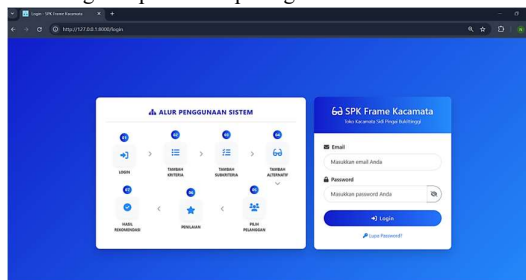 Login - SPK Frame Kacamata
http://127.0.0.1:8000/login
ALUR PENGGUNAAN SISTEM
01
02
03
04
LOGIN
TAMBAH KRITERIA
TAMBAH SUBKRITERIA
TAMBAH ALTERNATIF
07
06
05
HASIL REKOMENDASI
PENILAIAN
PILIH PELANGGAN
SPK Frame Kacamata
Toko Kacamata Sidi Pingai Bukittinggi
Email
Masukkan email Anda
Password
Masukkan password Anda
Login
Lupa Password?